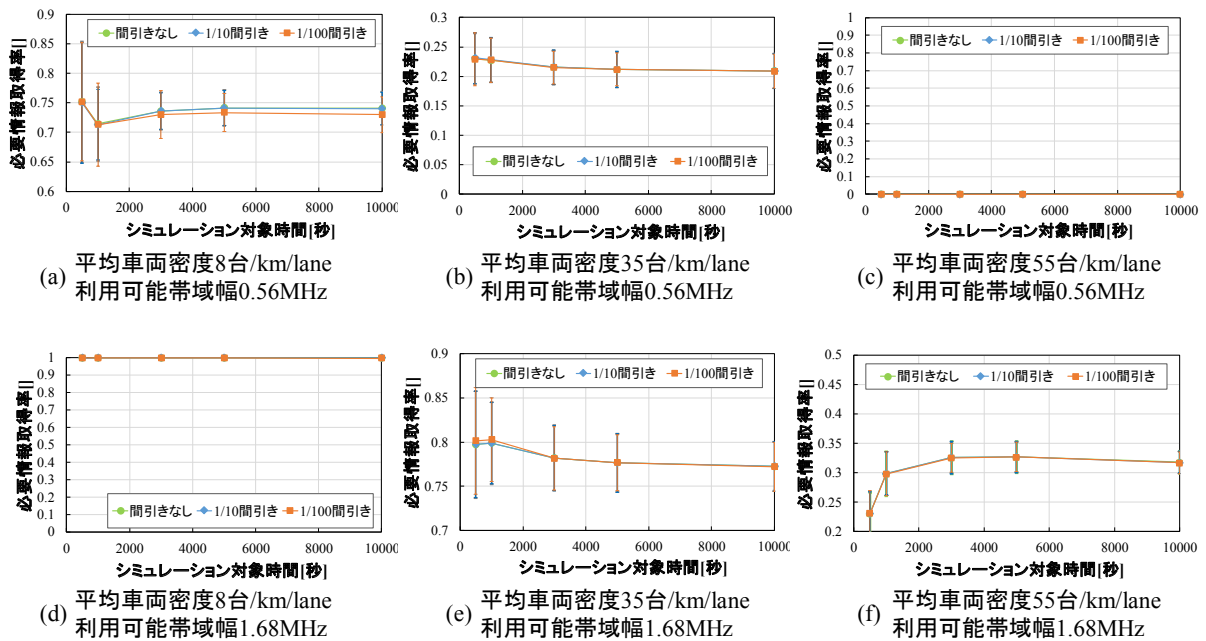 0.9
0.85
0.8
0.75
0.7
0.65
0.6
必要情報取得率[]
間引きなし 1/10間引き 1/100間引き
0 2000 4000 6000 8000 10000
シミュレーション対象時間[秒]
(a) 平均車両密度8台/km/lane
利用可能帯域幅0.56MHz
0.3
0.25
0.2
0.15
0.1
0.05
0
必要情報取得率[]
間引きなし 1/10間引き 1/100間引き
0 2000 4000 6000 8000 10000
シミュレーション対象時間[秒]
(b) 平均車両密度35台/km/lane
利用可能帯域幅0.56MHz
1
0.9
0.8
0.7
0.6
0.5
0.4
0.3
0.2
0.1
0
必要情報取得率[]
間引きなし 1/10間引き 1/100間引き
0 2000 4000 6000 8000 10000
シミュレーション対象時間[秒]
(c) 平均車両密度55台/km/lane
利用可能帯域幅0.56MHz
1
0.9
0.8
0.7
0.6
0.5
0.4
0.3
0.2
0.1
0
必要情報取得率[]
間引きなし 1/10間引き 1/100間引き
0 2000 4000 6000 8000 10000
シミュレーション対象時間[秒]
(d) 平均車両密度8台/km/lane
利用可能帯域幅1.68MHz
0.9
0.85
0.8
0.75
0.7
必要情報取得率[]
間引きなし 1/10間引き 1/100間引き
0 2000 4000 6000 8000 10000
シミュレーション対象時間[秒]
(e) 平均車両密度35台/km/lane
利用可能帯域幅1.68MHz
0.5
0.45
0.4
0.35
0.3
0.25
0.2
必要情報取得率[]
間引きなし 1/10間引き 1/100間引き
0 2000 4000 6000 8000 10000
シミュレーション対象時間[秒]
(f) 平均車両密度55台/km/lane
利用可能帯域幅1.68MHz